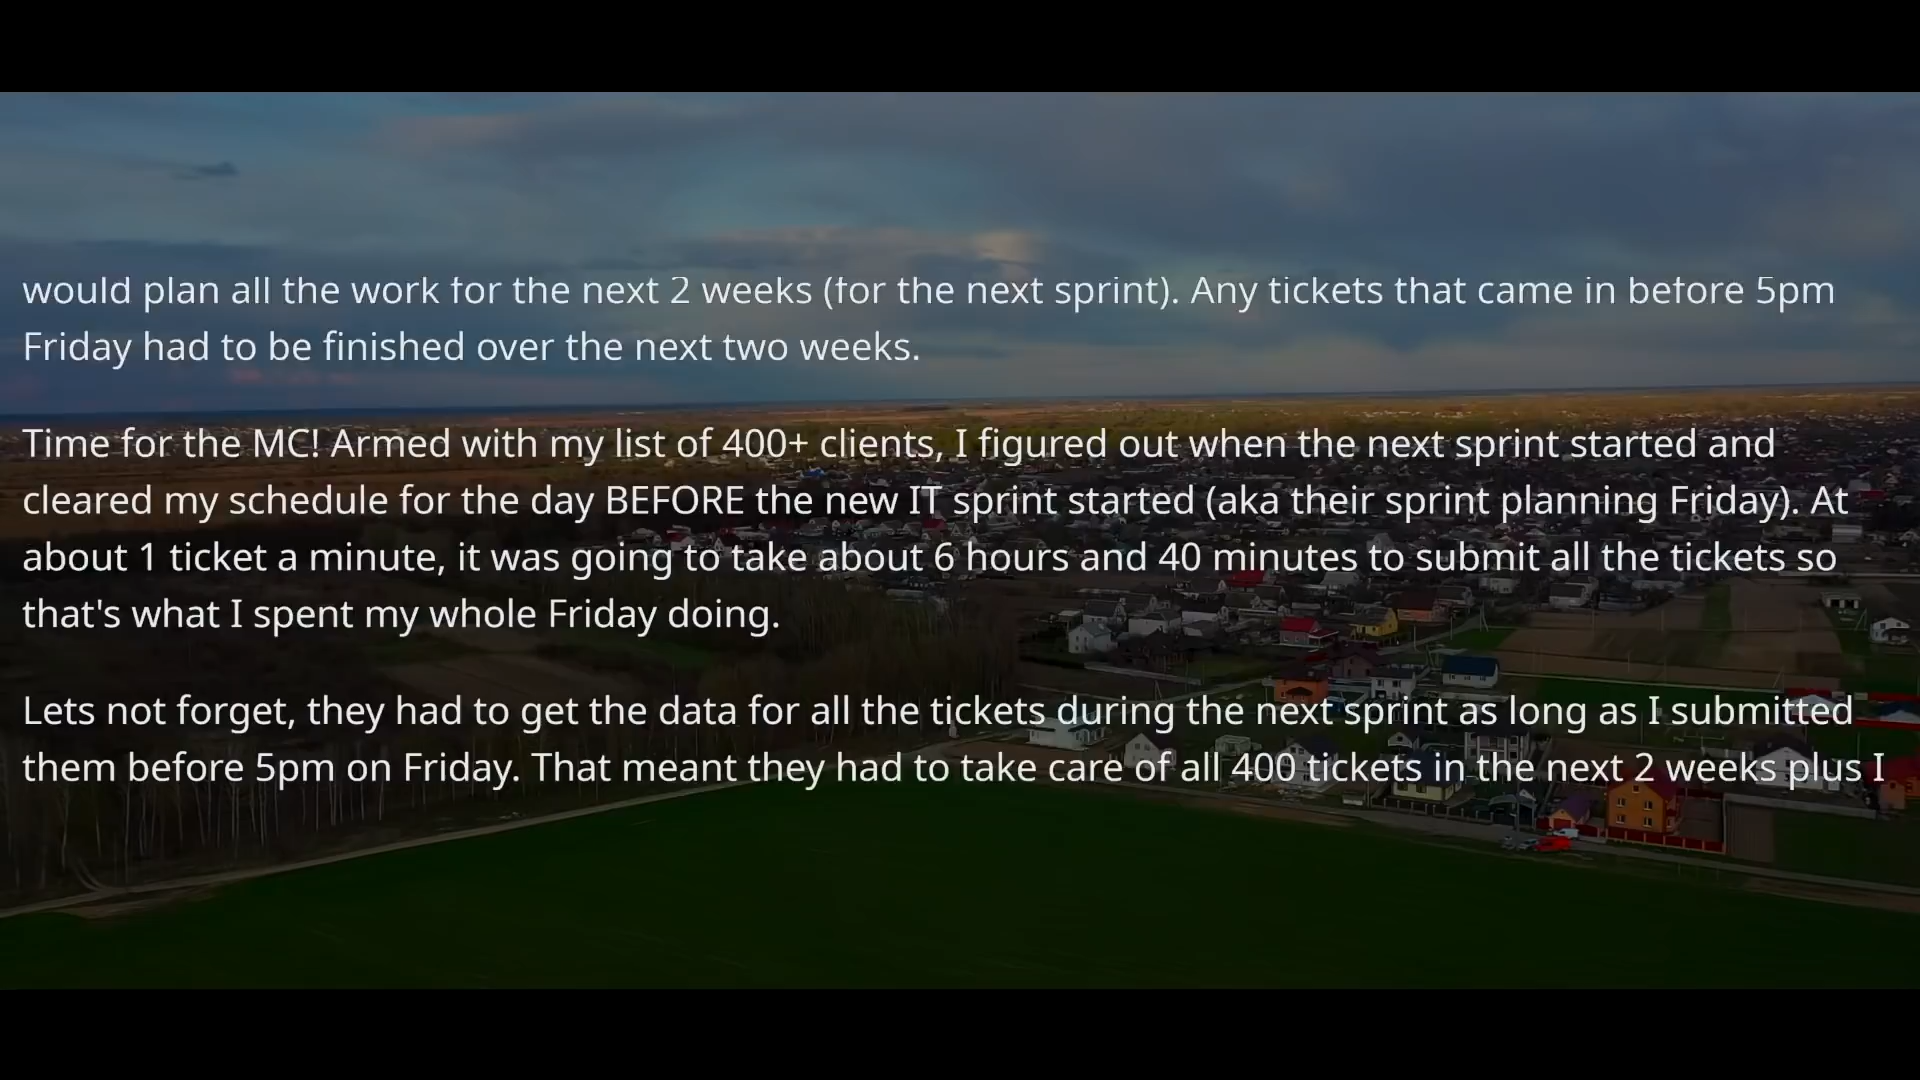 would plan all the work for the next 2 weeks (for the next sprint). Any tickets that came in before 5pm
Friday had to be finished over the next two weeks.
Time for the MC! Armed with my list of 400+ clients, I figured out when the next sprint started and
cleared my schedule for the day BEFORE the new IT sprint started (aka their sprint planning Friday). At
about 1 ticket a minute, it was going to take about 6 hours and 40 minutes to submit all the tickets so
that's what I spent my whole Friday doing.
Lets not forget, they had to get the data for all the tickets during the next sprint as long as I submitted
them before 5pm on Friday. That meant they had to take care of all 400 tickets in the next 2 weeks plus I